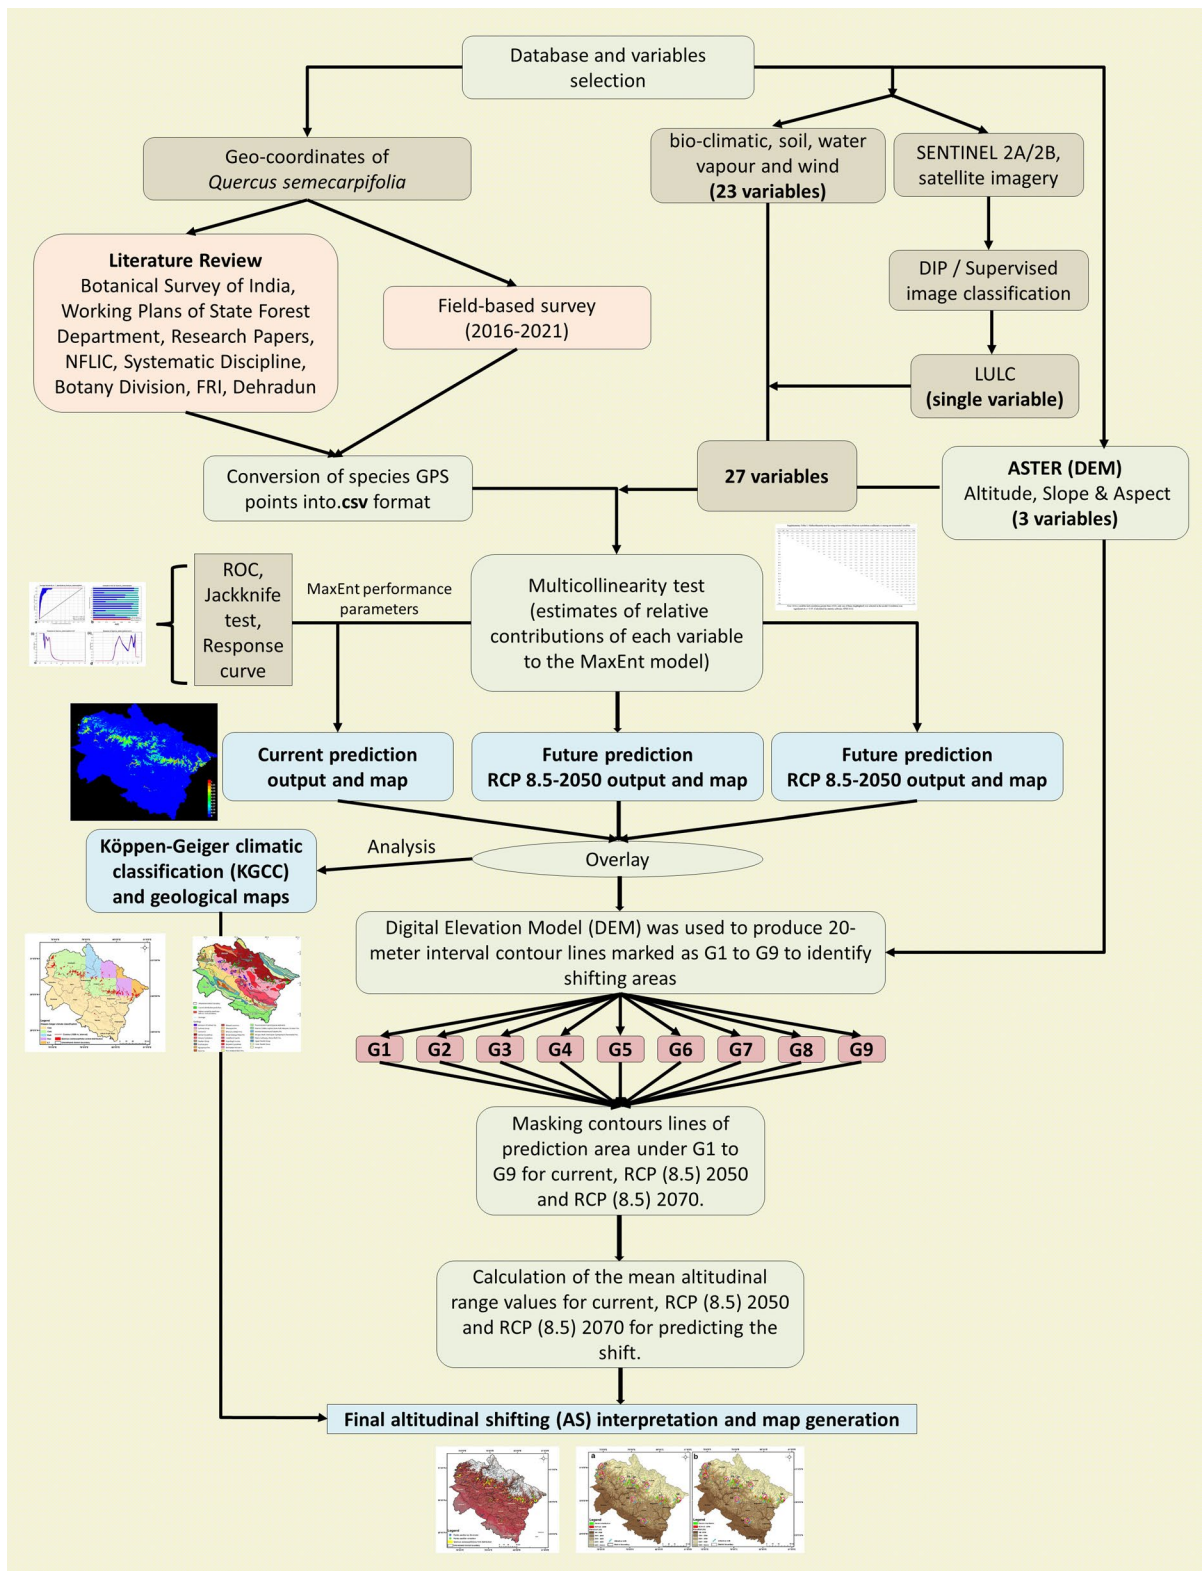 Database and variables
selection
Geo-coordinates of
Quercus semecarpifolia
bio-climatic, soil, water
vapour and wind
(23 variables)
SENTINEL 2A/2B,
satellite imagery
Literature Review
Botanical Survey of India,
Working Plans of State Forest
Department, Research Papers,
NFLIC, Systematic Discipline,
Botany Division, FRI, Dehradun
Field-based survey
(2016-2021)
DIP / Supervised
image classification
LULC
(single variable)
Conversion of species GPS
points into.csv format
27 variables
ASTER (DEM)
Altitude, Slope & Aspect
(3 variables)
ROC,
Jackknife
test,
Response
curve
MaxEnt performance
parameters
Multicollinearity test
(estimates of relative
contributions of each variable
to the MaxEnt model)
Current prediction
output and map
Future prediction
RCP 8.5-2050 output and map
Future prediction
RCP 8.5-2050 output and map
Köppen-Geiger climatic
classification (KGCC)
and geological maps
Analysis
Overlay
Digital Elevation Model (DEM) was used to produce 20-
meter interval contour lines marked as G1 to G9 to identify
shifting areas
G1 G2 G3 G4 G5 G6 G7 G8 G9
Masking contours lines of
prediction area under G1 to
G9 for current, RCP (8.5) 2050
and RCP (8.5) 2070.
Calculation of the mean altitudinal
range values for current, RCP (8.5) 2050
and RCP (8.5) 2070 for predicting the
shift.
Final altitudinal shifting (AS) interpretation and map generation
a
b
Legend
Legend
Legend